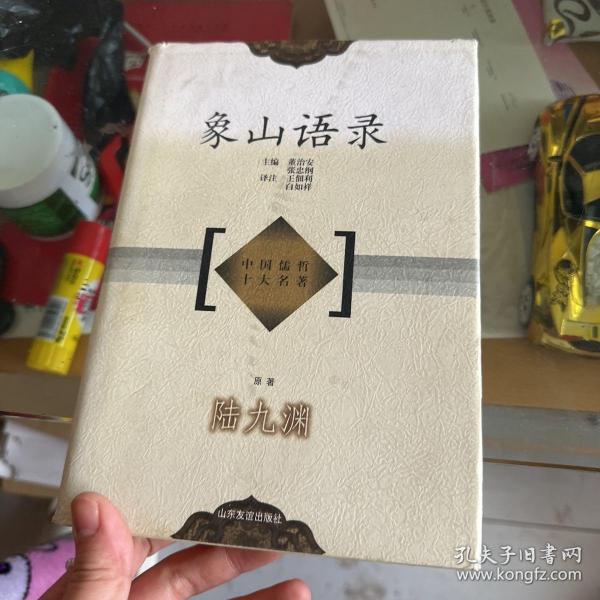 象山语录
主编 董治安
张忠纲
译注 王佃利
白如祥
中国儒哲
十大名著
原著
陆九渊
山东友谊出版社
孔夫子旧书网
www.kongfz.com